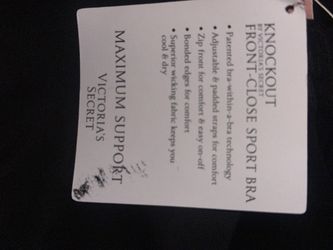 KNOCKOUT
BY VICTORIA'S SECRET
FRONT-CLOSE SPORT BRA
• Patented bra-within-a-bra technology
• Adjustable & padded straps for comfort
• Zip front for comfort & easy on-off
• Bonded edges for comfort
• Superior wicking fabric keeps you
cool & dry
MAXIMUM SUPPORT
VICTORIA'S
SECRET